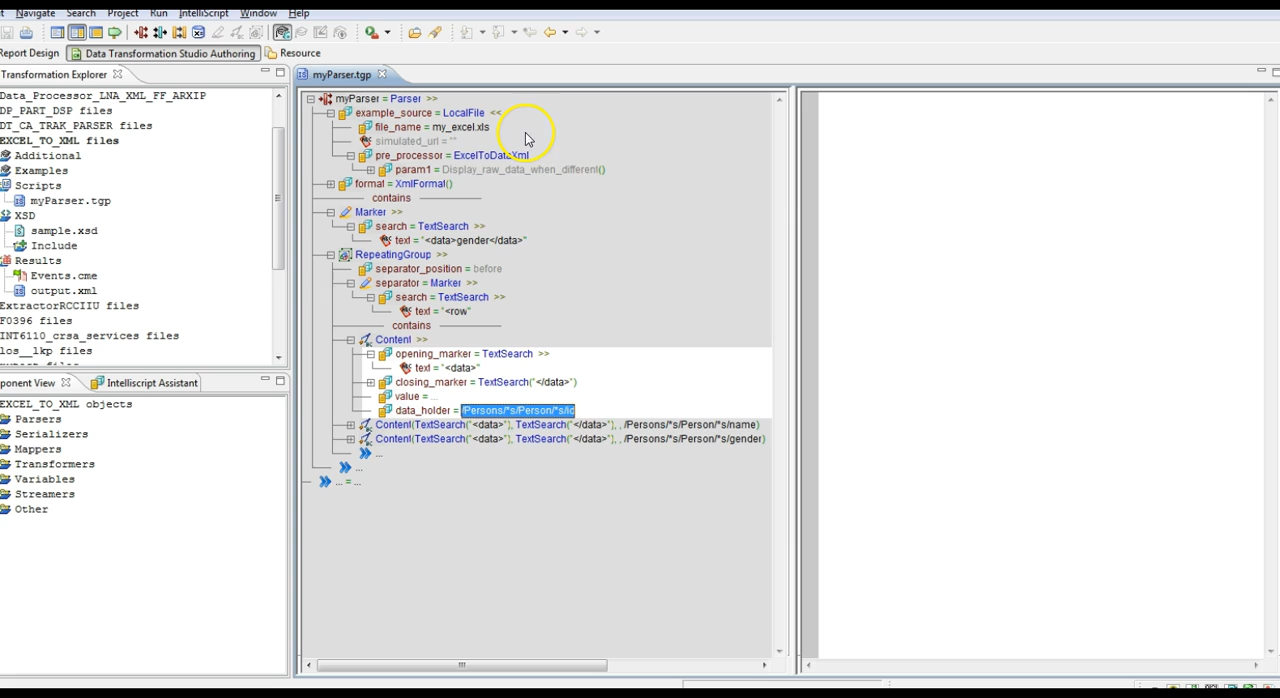 t Navigate Search Project Run IntelliScript Window Help
Report Design Data Transformation Studio Authoring Resource
Transformation Explorer
Data_Processor_LNA_XML_FF_ARXIP
DP_PART_DSP files
DT_CA_TRAK_PARSER files
EXCEL_TO_XML files
Additional
Examples
Scripts
myParser.tgp
XSD
sample.xsd
Include
Results
Events.cme
output.xml
ExtractorRCCIIU files
F0396 files
INT6110_crsa_services files
los__lkp files
ponent View Intelliscript Assistant
EXCEL_TO_XML objects
Parsers
Serializers
Mappers
Transformers
Variables
Streamers
Other
myParser.tgp
myParser = Parser >>
example_source = LocalFile <<
file_name = my_excel.xls
simulated_url = ""
pre_processor = ExcelToDataXml
param1 = Display_raw_data_when_different()
format = XmlFormat()
contains
Marker >>
search = TextSearch >>
text = "<data>gender</data>"
RepeatingGroup >>
separator_position = before
separator = Marker >>
search = TextSearch >>
text = "<row"
contains
Content >>
opening_marker = TextSearch >>
text = "<data>"
closing_marker = TextSearch("</data>")
value = ...
data_holder = /Persons/*s/Person/*s/id
Content(TextSearch("<data>"), TextSearch("</data>"), , /Persons/*s/Person/*s/name)
Content(TextSearch("<data>"), TextSearch("</data>"), , /Persons/*s/Person/*s/gender)
...
...
... = ...